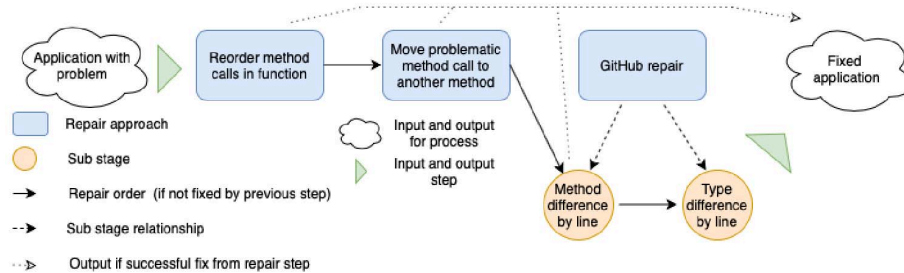 Application with
problem
Reorder method
calls in function
Move problematic
method call to
another method
GitHub repair
Fixed
application
Repair approach
Sub stage
Repair order (if not fixed by previous step)
Sub stage relationship
Output if successful fix from repair step
Input and output
for process
Input and output
step
Method
difference
by line
Type
difference
by line